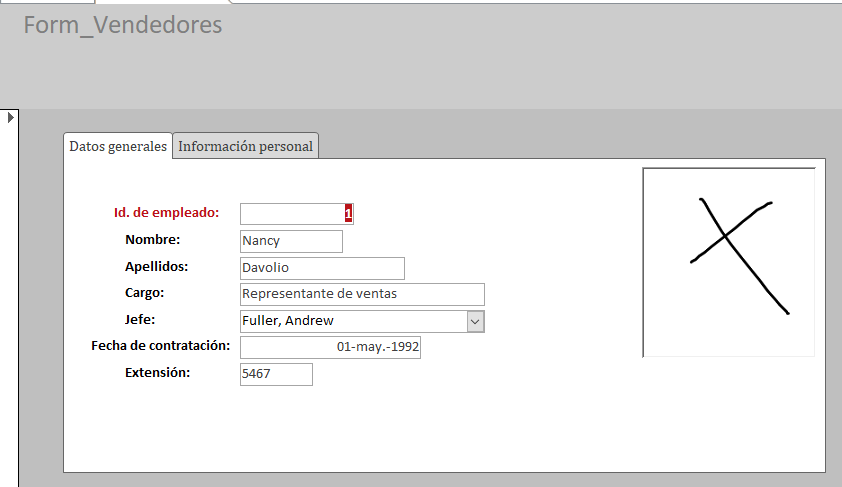 Form_Vendedores
Datos generales Información personal
Id. de empleado: 1
Nombre: Nancy
Apellidos: Davolio
Cargo: Representante de ventas
Jefe: Fuller, Andrew
Fecha de contratación: 01-may.-1992
Extensión: 5467